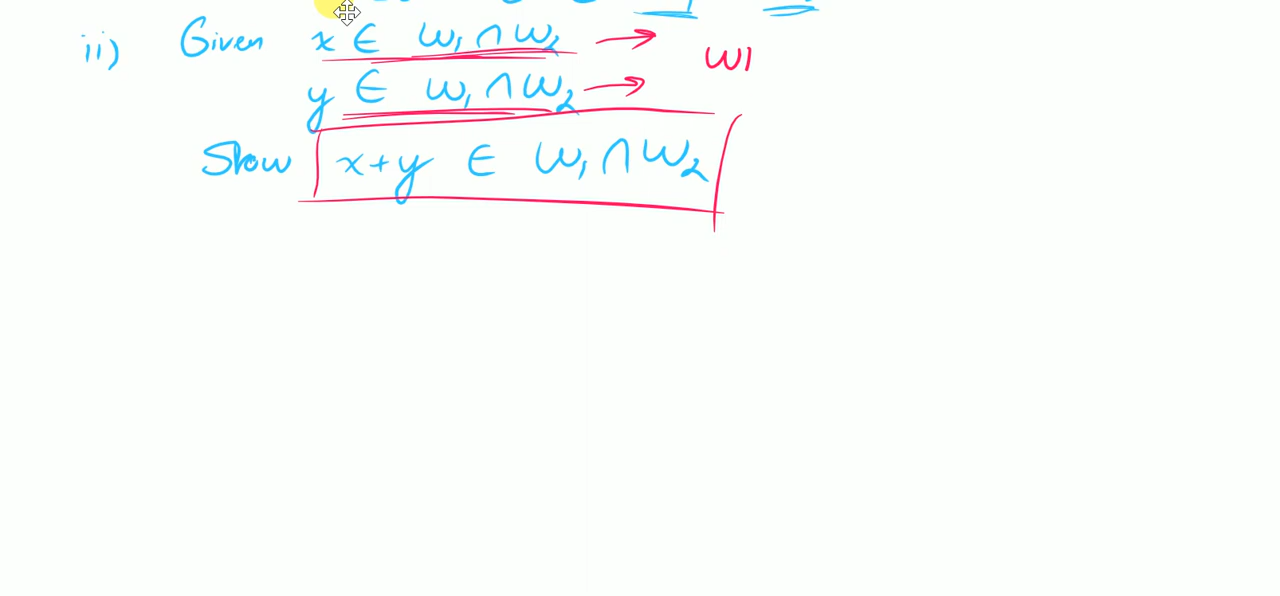 ii) Given x ∈ W₁ ∩ W₂ →
W1
y ∈ W₁ ∩ W₂ →
Show x+y ∈ W₁ ∩ W₂